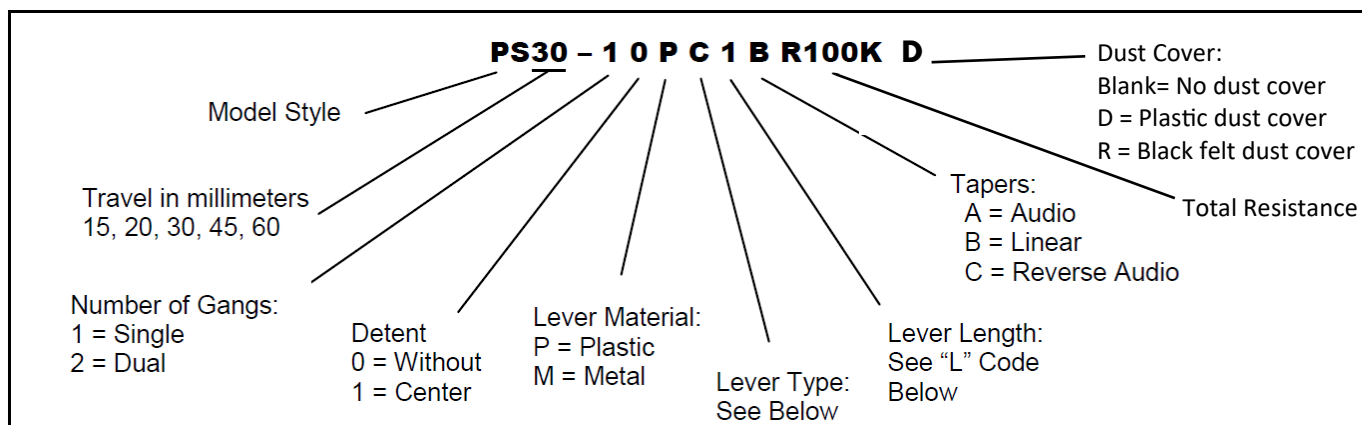 PS30 – 1 0 P C 1 B R100K D
Dust Cover:
Blank= No dust cover
D = Plastic dust cover
R = Black felt dust cover
Model Style
Travel in millimeters
15, 20, 30, 45, 60
Tapers:
A = Audio
B = Linear
C = Reverse Audio
Total Resistance
Number of Gangs:
1 = Single
2 = Dual
Detent
0 = Without
1 = Center
Lever Material:
P = Plastic
M = Metal
Lever Type:
See Below
Lever Length:
See “L” Code
Below